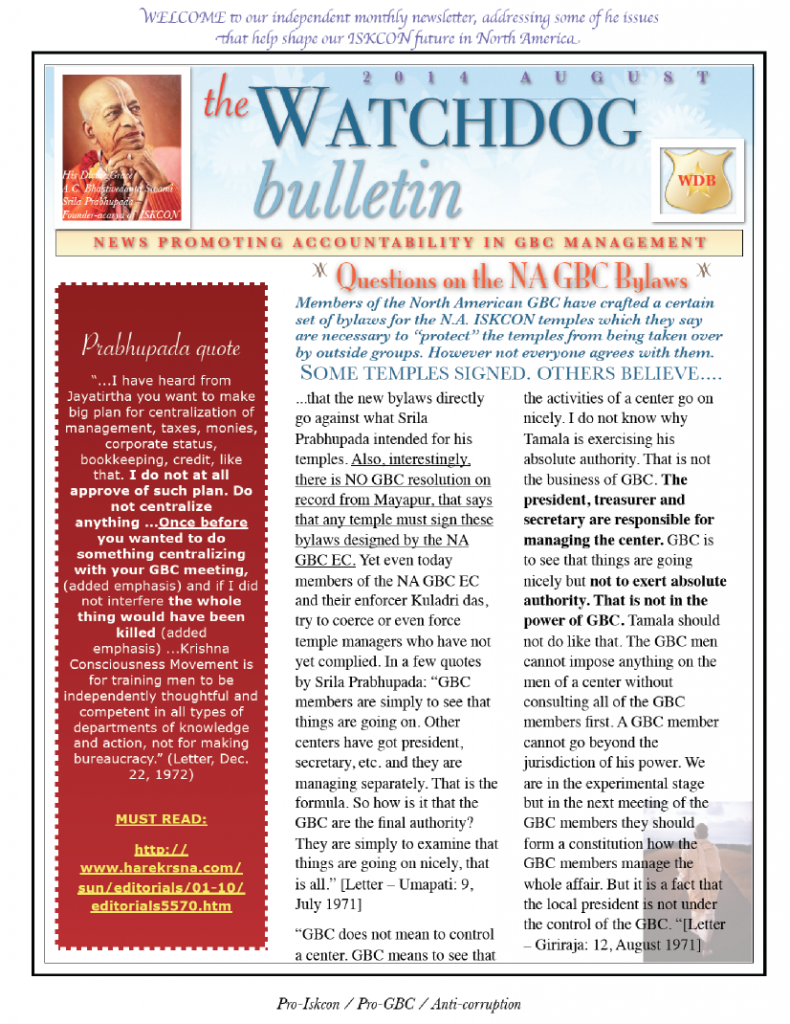 WELCOME to our independent monthly newsletter, addressing some of he issues
that help shape our ISKCON future in North America
2014 AUGUST
the WATCHDOG
bulletin
His Divine Grace
A.C. Bhaktivedanta Swami
Srila Prabhupada –
Founder-acarya of ISKCON
WDB
NEWS PROMOTING ACCOUNTABILITY IN GBC MANAGEMENT
Prabhupada quote
“...I have heard from
Jayatirtha you want to make
big plan for centralization of
management, taxes, monies,
corporate status,
bookkeeping, credit, like
that. I do not at all
approve of such plan. Do
not centralize
anything ...Once before
you wanted to do
something centralizing
with your GBC meeting,
(added emphasis) and if I did
not interfere the whole
thing would have been
killed (added
emphasis) ...Krishna
Consciousness Movement is
for training men to be
independently thoughtful and
competent in all types of
departments of knowledge
and action, not for making
bureaucracy.” (Letter, Dec.
22, 1972)
MUST READ:
http://
www.harekrsna.com/
sun/editorials/01-10/
editorials5570.htm
Questions on the NA GBC Bylaws
Members of the North American GBC have crafted a certain
set of bylaws for the N.A. ISKCON temples which they say
are necessary to “protect” the temples from being taken over
by outside groups. However not everyone agrees with them.
SOME TEMPLES SIGNED. OTHERS BELIEVE....
...that the new bylaws directly
go against what Srila
Prabhupada intended for his
temples. Also, interestingly,
there is NO GBC resolution on
record from Mayapur, that says
that any temple must sign these
bylaws designed by the NA
GBC EC. Yet even today
members of the NA GBC EC
and their enforcer Kuladri das,
try to coerce or even force
temple managers who have not
yet complied. In a few quotes
by Srila Prabhupada: “GBC
members are simply to see that
things are going on. Other
centers have got president,
secretary, etc. and they are
managing separately. That is the
formula. So how is it that the
GBC are the final authority?
They are simply to examine that
things are going on nicely, that
is all.” [Letter – Umapati: 9,
July 1971]
“GBC does not mean to control
a center. GBC means to see that
the activities of a center go on
nicely. I do not know why
Tamala is exercising his
absolute authority. That is not
the business of GBC. The
president, treasurer and
secretary are responsible for
managing the center. GBC is
to see that things are going
nicely but not to exert absolute
authority. That is not in the
power of GBC. Tamala should
not do like that. The GBC men
cannot impose anything on the
men of a center without
consulting all of the GBC
members first. A GBC member
cannot go beyond the
jurisdiction of his power. We
are in the experimental stage
but in the next meeting of the
GBC members they should
form a constitution how the
GBC members manage the
whole affair. But it is a fact that
the local president is not under
the control of the GBC. “[Letter
– Giriraja: 12, August 1971]
Pro-Iskcon / Pro-GBC / Anti-corruption